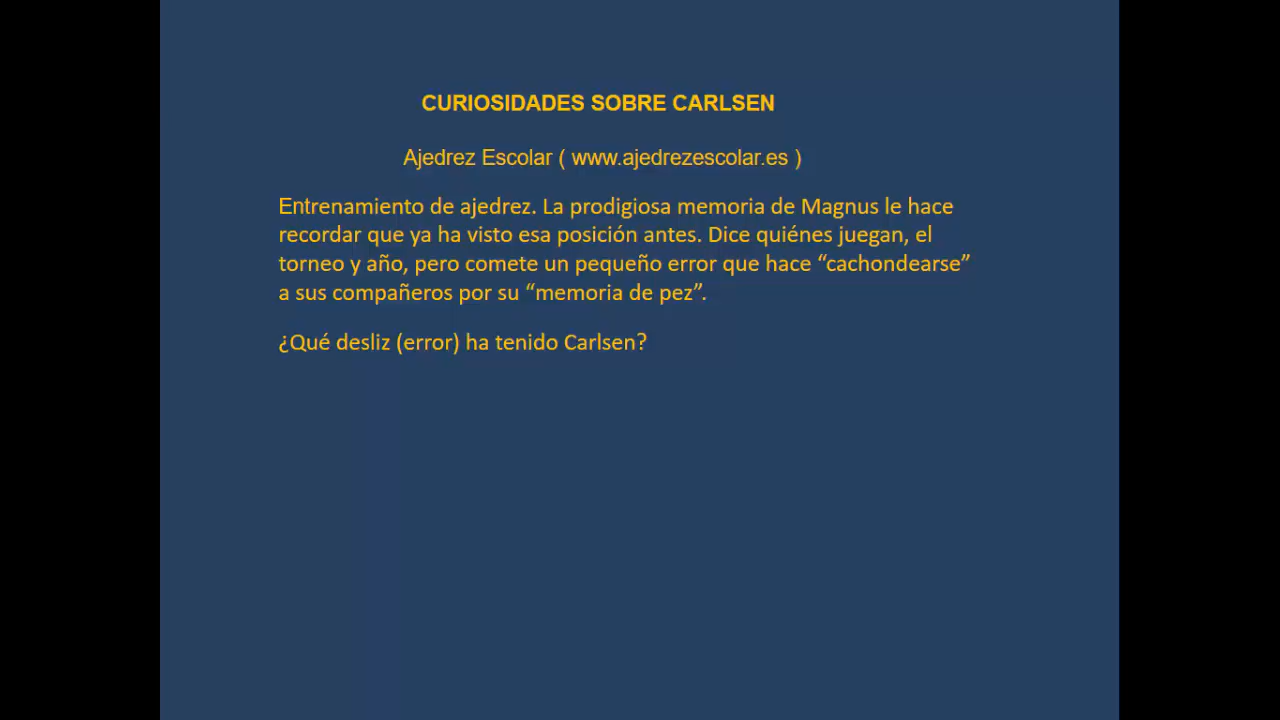 CURIOSIDADES SOBRE CARLSEN
Ajedrez Escolar ( www.ajedrezescolar.es )
Entrenamiento de ajedrez. La prodigiosa memoria de Magnus le hace
recordar que ya ha visto esa posición antes. Dice quiénes juegan, el
torneo y año, pero comete un pequeño error que hace “cachondearse”
a sus compañeros por su “memoria de pez”.
¿Qué desliz (error) ha tenido Carlsen?